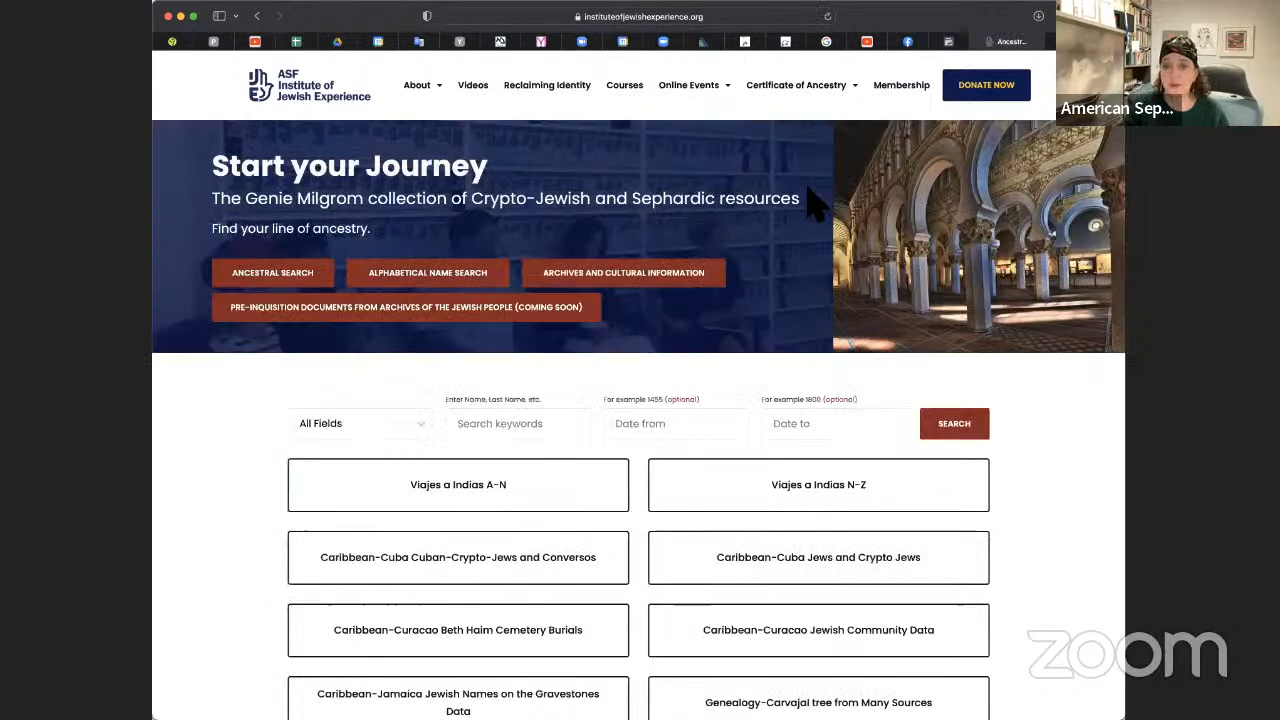 instituteofjewishexperience.org
Ancestr...
ASF
Institute of
Jewish Experience
About
Videos
Reclaiming Identity
Courses
Online Events
Certificate of Ancestry
Membership
DONATE NOW
American Sep...
Start your Journey
The Genie Milgrom collection of Crypto-Jewish and Sephardic resources
Find your line of ancestry.
ANCESTRAL SEARCH
ALPHABETICAL NAME SEARCH
ARCHIVES AND CULTURAL INFORMATION
PRE-INQUISITION DOCUMENTS FROM ARCHIVES OF THE JEWISH PEOPLE (COMING SOON)
Enter Name, Last Name, etc.
For example 1455 (optional)
For example 1800 (optional)
All Fields
Search keywords
Date from
Date to
SEARCH
Viajes a Indias A-N
Viajes a Indias N-Z
Caribbean-Cuba Cuban-Crypto-Jews and Conversos
Caribbean-Cuba Jews and Crypto Jews
Caribbean-Curacao Beth Haim Cemetery Burials
Caribbean-Curacao Jewish Community Data
Caribbean-Jamaica Jewish Names on the Gravestones
Data
Genealogy-Carvajal tree from Many Sources
zoom